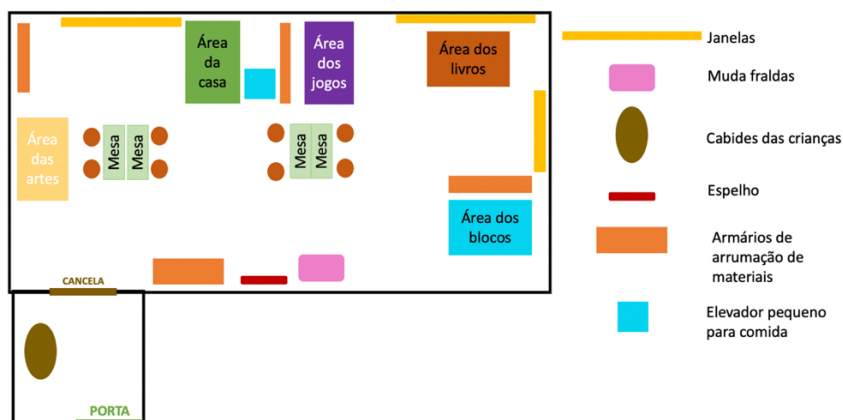 Área
da
casa
Área
dos
jogos
Área dos
livros
Área
das
artes
Mesa
Mesa
Mesa
Mesa
Área dos
blocos
CANCELA
PORTA
Janelas
Muda fraldas
Cabides das crianças
Espelho
Armários de
arrumação de
materiais
Elevador pequeno
para comida